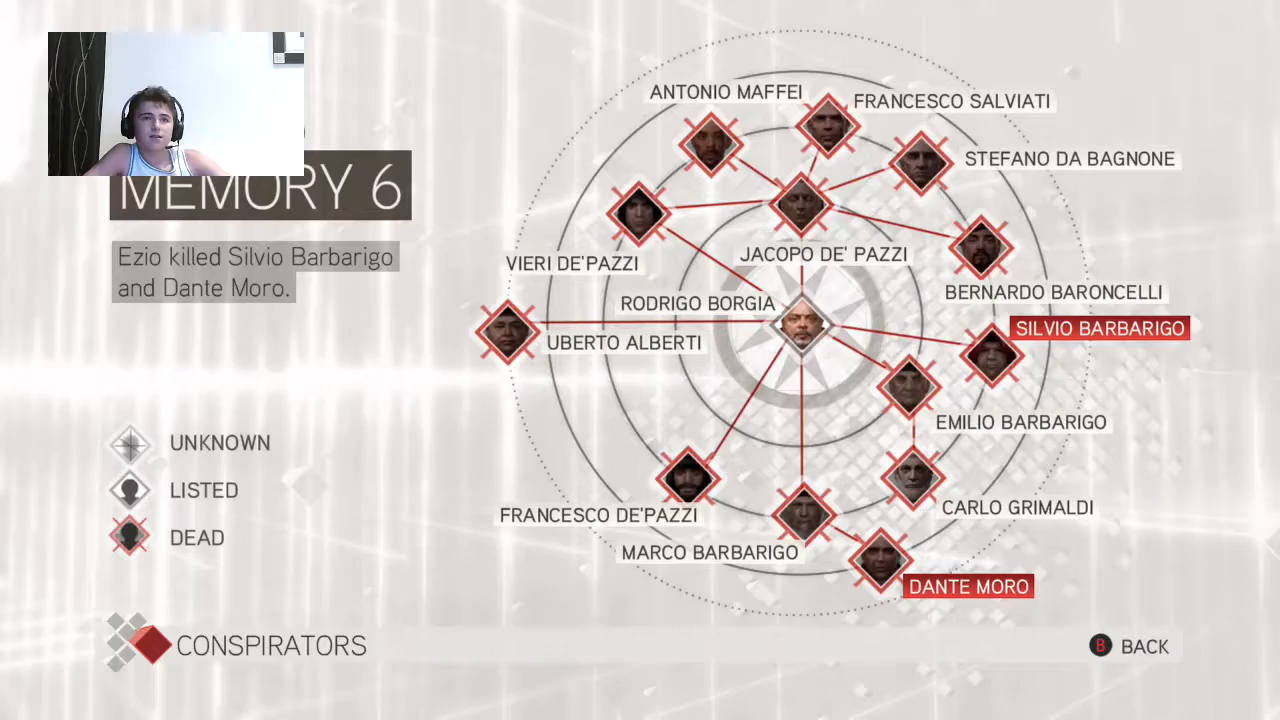 ANTONIO MAFFEI
FRANCESCO SALVIATI
STEFANO DA BAGNONE
MEMORY 6
Ezio killed Silvio Barbarigo
and Dante Moro.
VIERI DE'PAZZI
JACOPO DE' PAZZI
BERNARDO BARONCELLI
RODRIGO BORGIA
SILVIO BARBARIGO
UBERTO ALBERTI
EMILIO BARBARIGO
UNKNOWN
LISTED
DEAD
FRANCESCO DE'PAZZI
CARLO GRIMALDI
MARCO BARBARIGO
DANTE MORO
CONSPIRATORS
B BACK